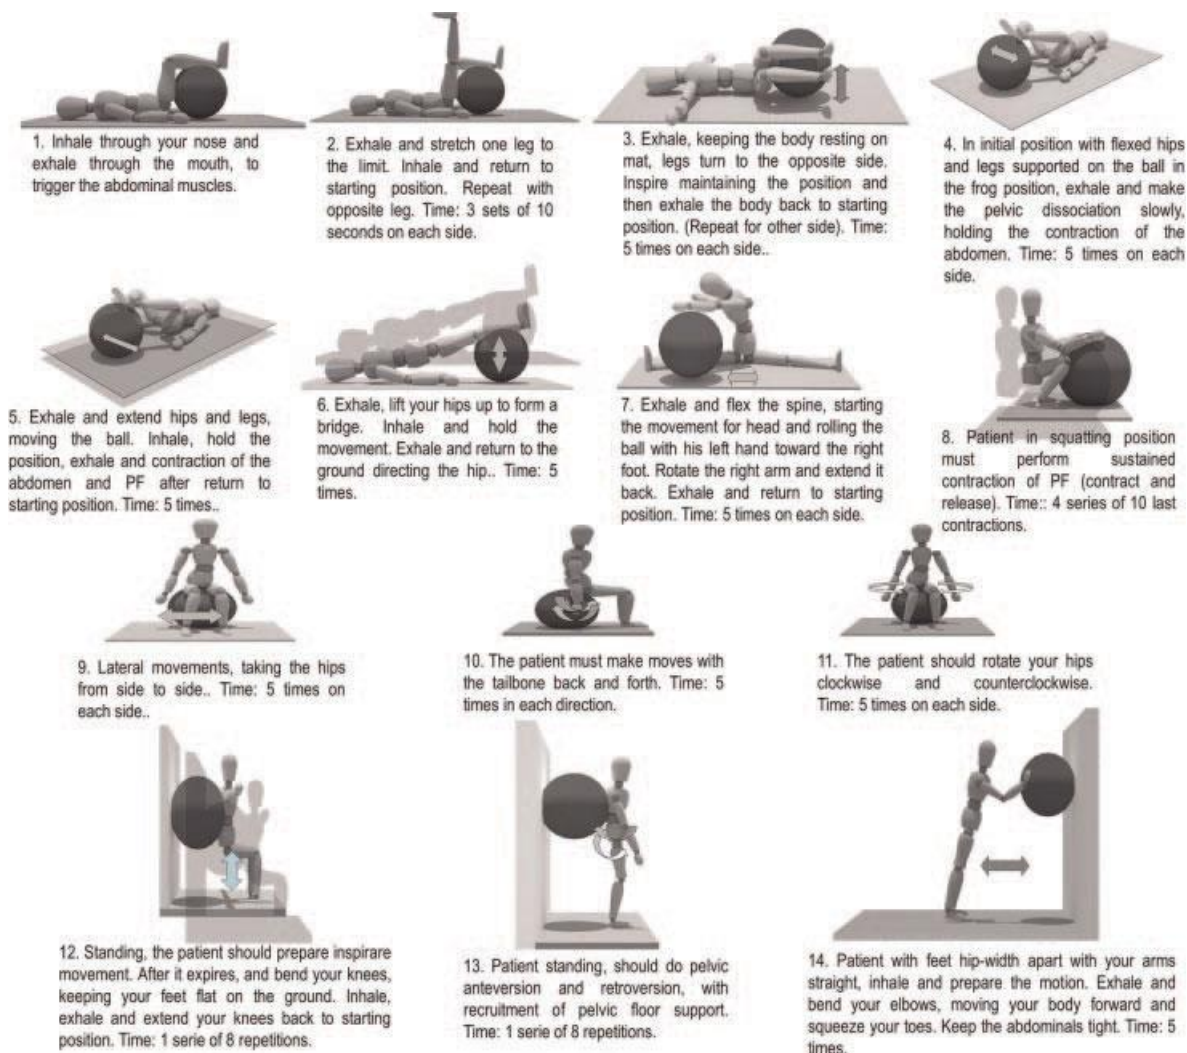 1. Inhale through your nose and
exhale through the mouth, to
trigger the abdominal muscles.
2. Exhale and stretch one leg to
the limit. Inhale and return to
starting position. Repeat with
opposite leg. Time: 3 sets of 10
seconds on each side.
3. Exhale, keeping the body resting on
mat, legs turn to the opposite side.
Inspire maintaining the position and
then exhale the body back to starting
position. (Repeat for other side). Time:
5 times on each side..
4. In initial position with flexed hips
and legs supported on the ball in
the frog position, exhale and make
the pelvic dissociation slowly,
holding the contraction of the
abdomen. Time: 5 times on each
side.
5. Exhale and extend hips and legs,
moving the ball. Inhale, hold the
position, exhale and contraction of the
abdomen and PF after return to
starting position. Time: 5 times..
6. Exhale, lift your hips up to form a
bridge. Inhale and hold the
movement. Exhale and return to the
ground directing the hip.. Time: 5
times.
7. Exhale and flex the spine, starting
the movement for head and rolling the
ball with his left hand toward the right
foot. Rotate the right arm and extend it
back. Exhale and return to starting
position. Time: 5 times on each side.
8. Patient in squatting position
must perform sustained
contraction of PF (contract and
release). Time:: 4 series of 10 last
contractions.
9. Lateral movements, taking the hips
from side to side.. Time: 5 times on
each side..
10. The patient must make moves with
the tailbone back and forth. Time: 5
times in each direction.
11. The patient should rotate your hips
clockwise and counterclockwise.
Time: 5 times on each side.
12. Standing, the patient should prepare inspirare
movement. After it expires, and bend your knees,
keeping your feet flat on the ground. Inhale,
exhale and extend your knees back to starting
position. Time: 1 serie of 8 repetitions.
13. Patient standing, should do pelvic
anteversion and retroversion, with
recruitment of pelvic floor support.
Time: 1 serie of 8 repetitions.
14. Patient with feet hip-width apart with your arms
straight, inhale and prepare the motion. Exhale and
bend your elbows, moving your body forward and
squeeze your toes. Keep the abdominals tight. Time: 5
times.